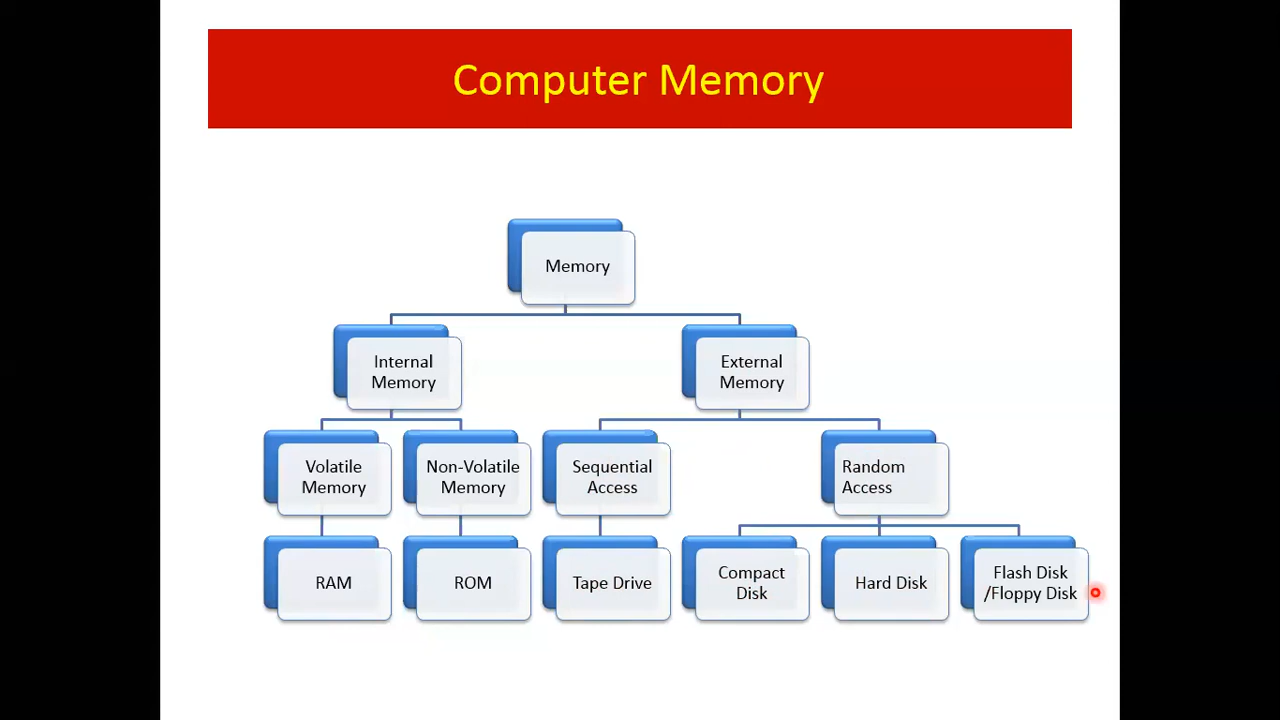 Computer Memory
Memory
Internal
Memory
External
Memory
Volatile
Memory
Non-Volatile
Memory
Sequential
Access
Random
Access
RAM
ROM
Tape Drive
Compact
Disk
Hard Disk
Flash Disk
/Floppy Disk